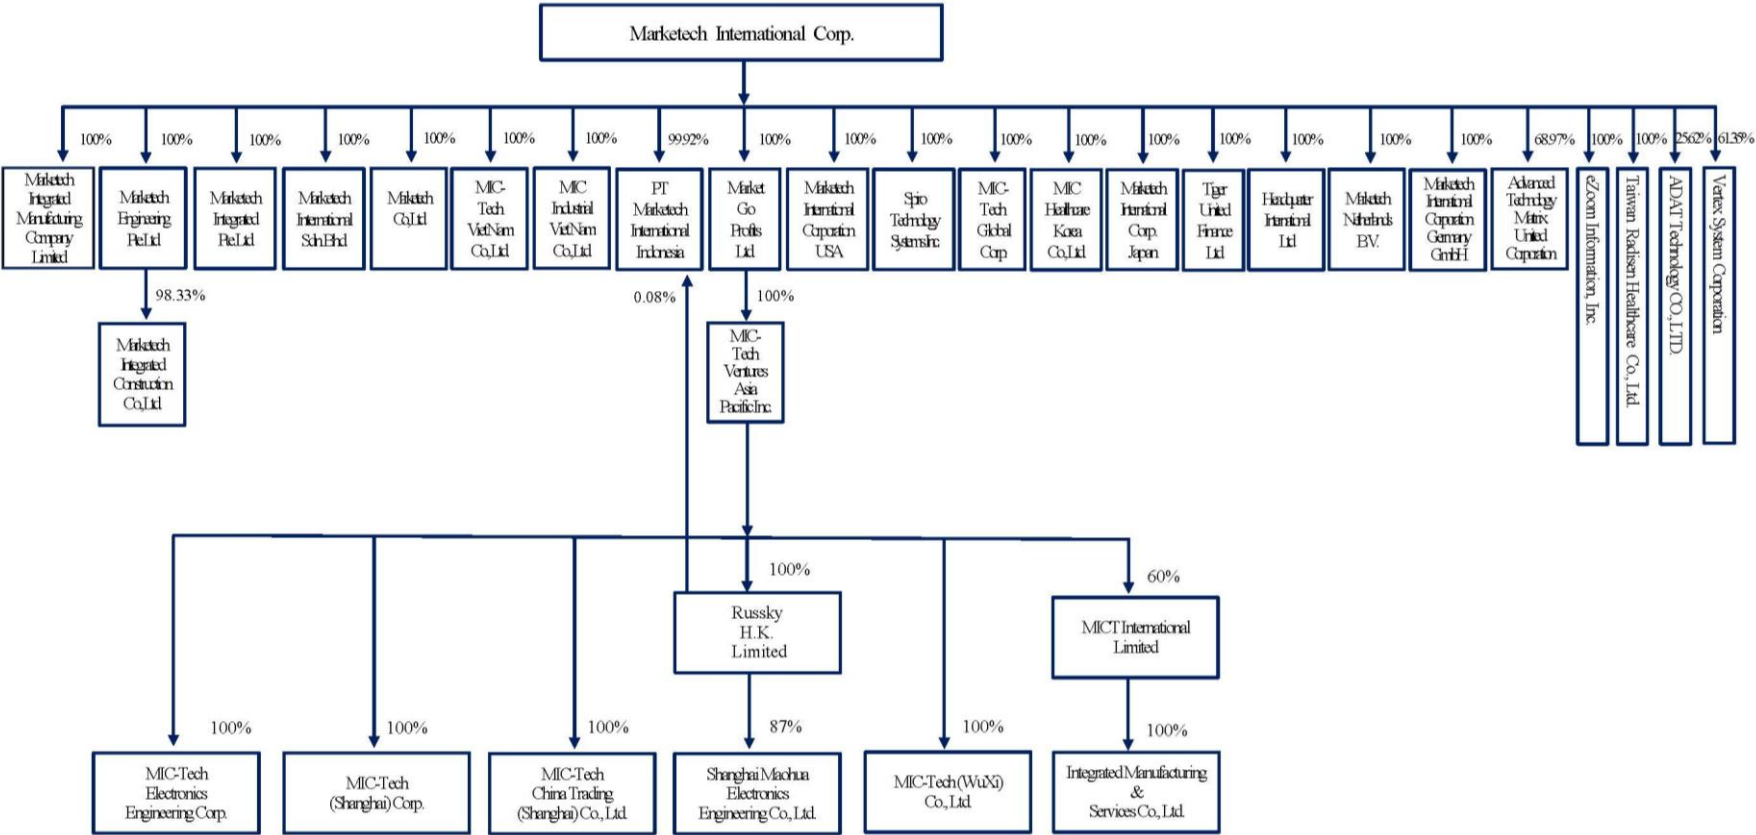 Marketech International Corp.
100%
100%
100%
100%
100%
100%
100%
99.92%
100%
100%
100%
100%
100%
100%
100%
100%
100%
100%
68.97%
100%
100%
25.62%
61.35%
Marketech
Integrated
Manufacturing
Company
Limited
Marketech
Engineering
Pte.Ltd
Marketech
Integrated
Pte.Ltd
Marketech
International
Sdn.Bhd
Marketech
Co.,Ltd
MIC-
Tech
VietNam
Co.,Ltd
MIC
Industrial
VietNam
Co.,Ltd
PT
Marketech
International
Indonesia
Market
Go
Profits
Ltd
Marketech
International
Corporation
USA
Spiro
Technology
Systems Inc.
MIC-
Tech
Global
Corp
MIC
Healthcare
Korea
Co.,Ltd
Marketech
International
Corp.
Japan
Tiger
United
Finance
Ltd
Headquarter
International
Ltd
Marketech
Netherlands
B.V.
Marketech
International
Corporation
Germany
GmbH
Advanced
Technology
Matrix
United
Corporation
eZoom Information, Inc.
Taiwan Radisen Healthcare Co., Ltd.
ADAT Technology CO., LTD.
Vertex System Corporation
98.33%
0.08%
100%
Marketech
Integrated
Construction
Co.,Ltd
MIC-
Tech
Ventures
Asia
Pacific Inc.
100%
60%
Russky
H.K.
Limited
MICT International
Limited
100%
100%
100%
87%
100%
100%
MIC-Tech
Electronics
Engineering Corp.
MIC-Tech
(Shanghai) Corp.
MIC-Tech
China Trading
(Shanghai) Co., Ltd.
Shanghai Maohua
Electronics
Engineering Co., Ltd.
MIC-Tech (WuXi)
Co., Ltd.
Integrated Manufacturing
&
Services Co., Ltd.